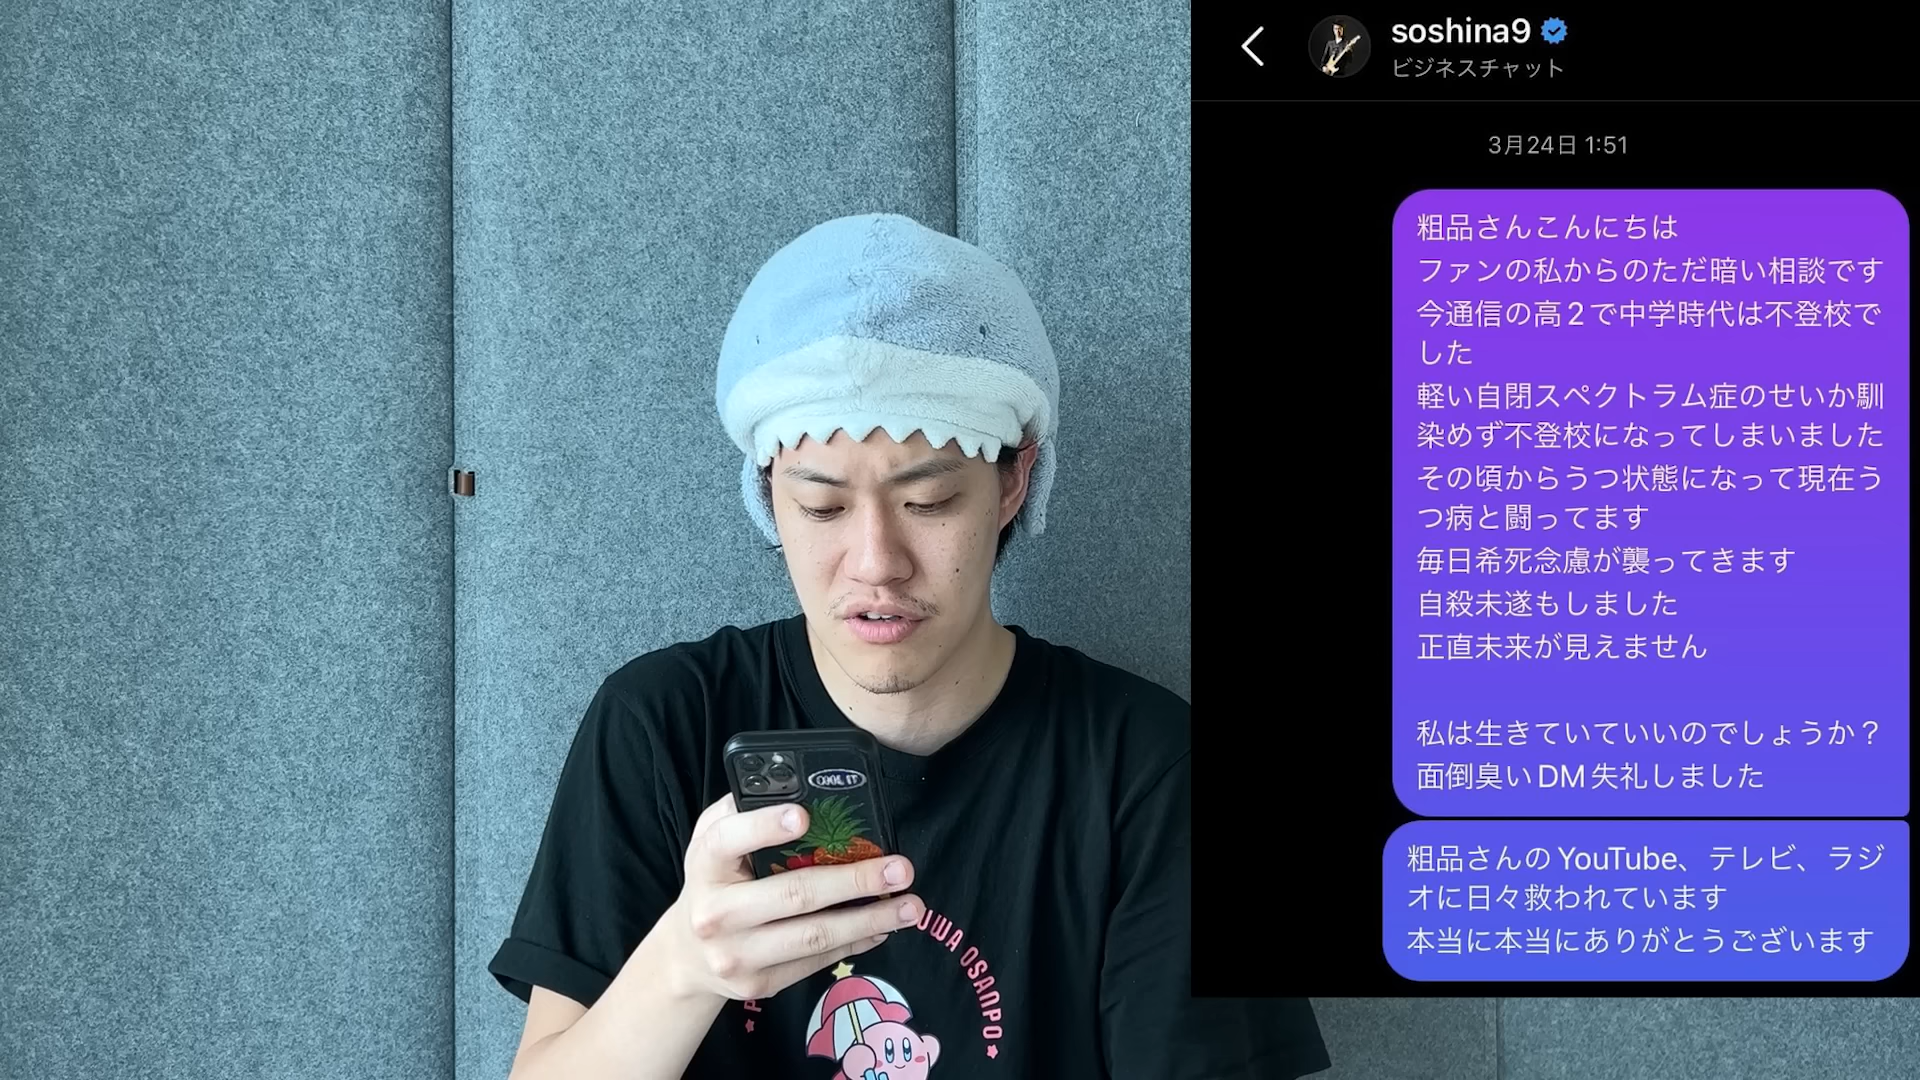 soshina9
ビジネスチャット
3月24日 1:51
粗品さんこんにちは
ファンの私からのただ暗い相談です
今通信の高2で中学時代は不登校で
した
軽い自閉スペクトラム症のせいか馴
染めず不登校になってしまいました
その頃からうつ状態になって現在う
つ病と闘ってます
毎日希死念慮が襲ってきます
自殺未遂もしました
正直未来が見えません
私は生きていていいのでしょうか？
面倒臭いDM失礼しました
粗品さんのYouTube、テレビ、ラジ
オに日々救われています
本当に本当にありがとうございます
COOL IT
UWA OSANPO